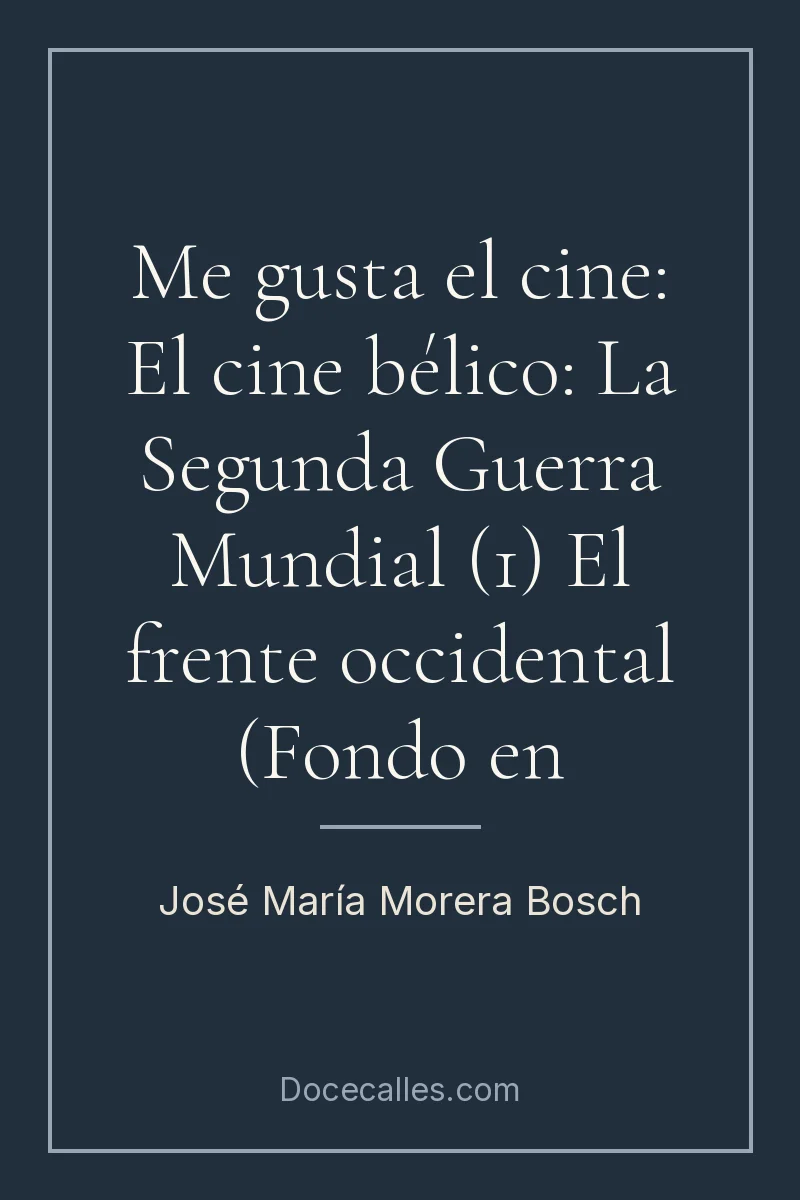 Me gusta el cine:
El cine bélico: La
Segunda Guerra
Mundial (1) El
frente occidental
(Fondo en
José María Morera Bosch
Docecalles.com